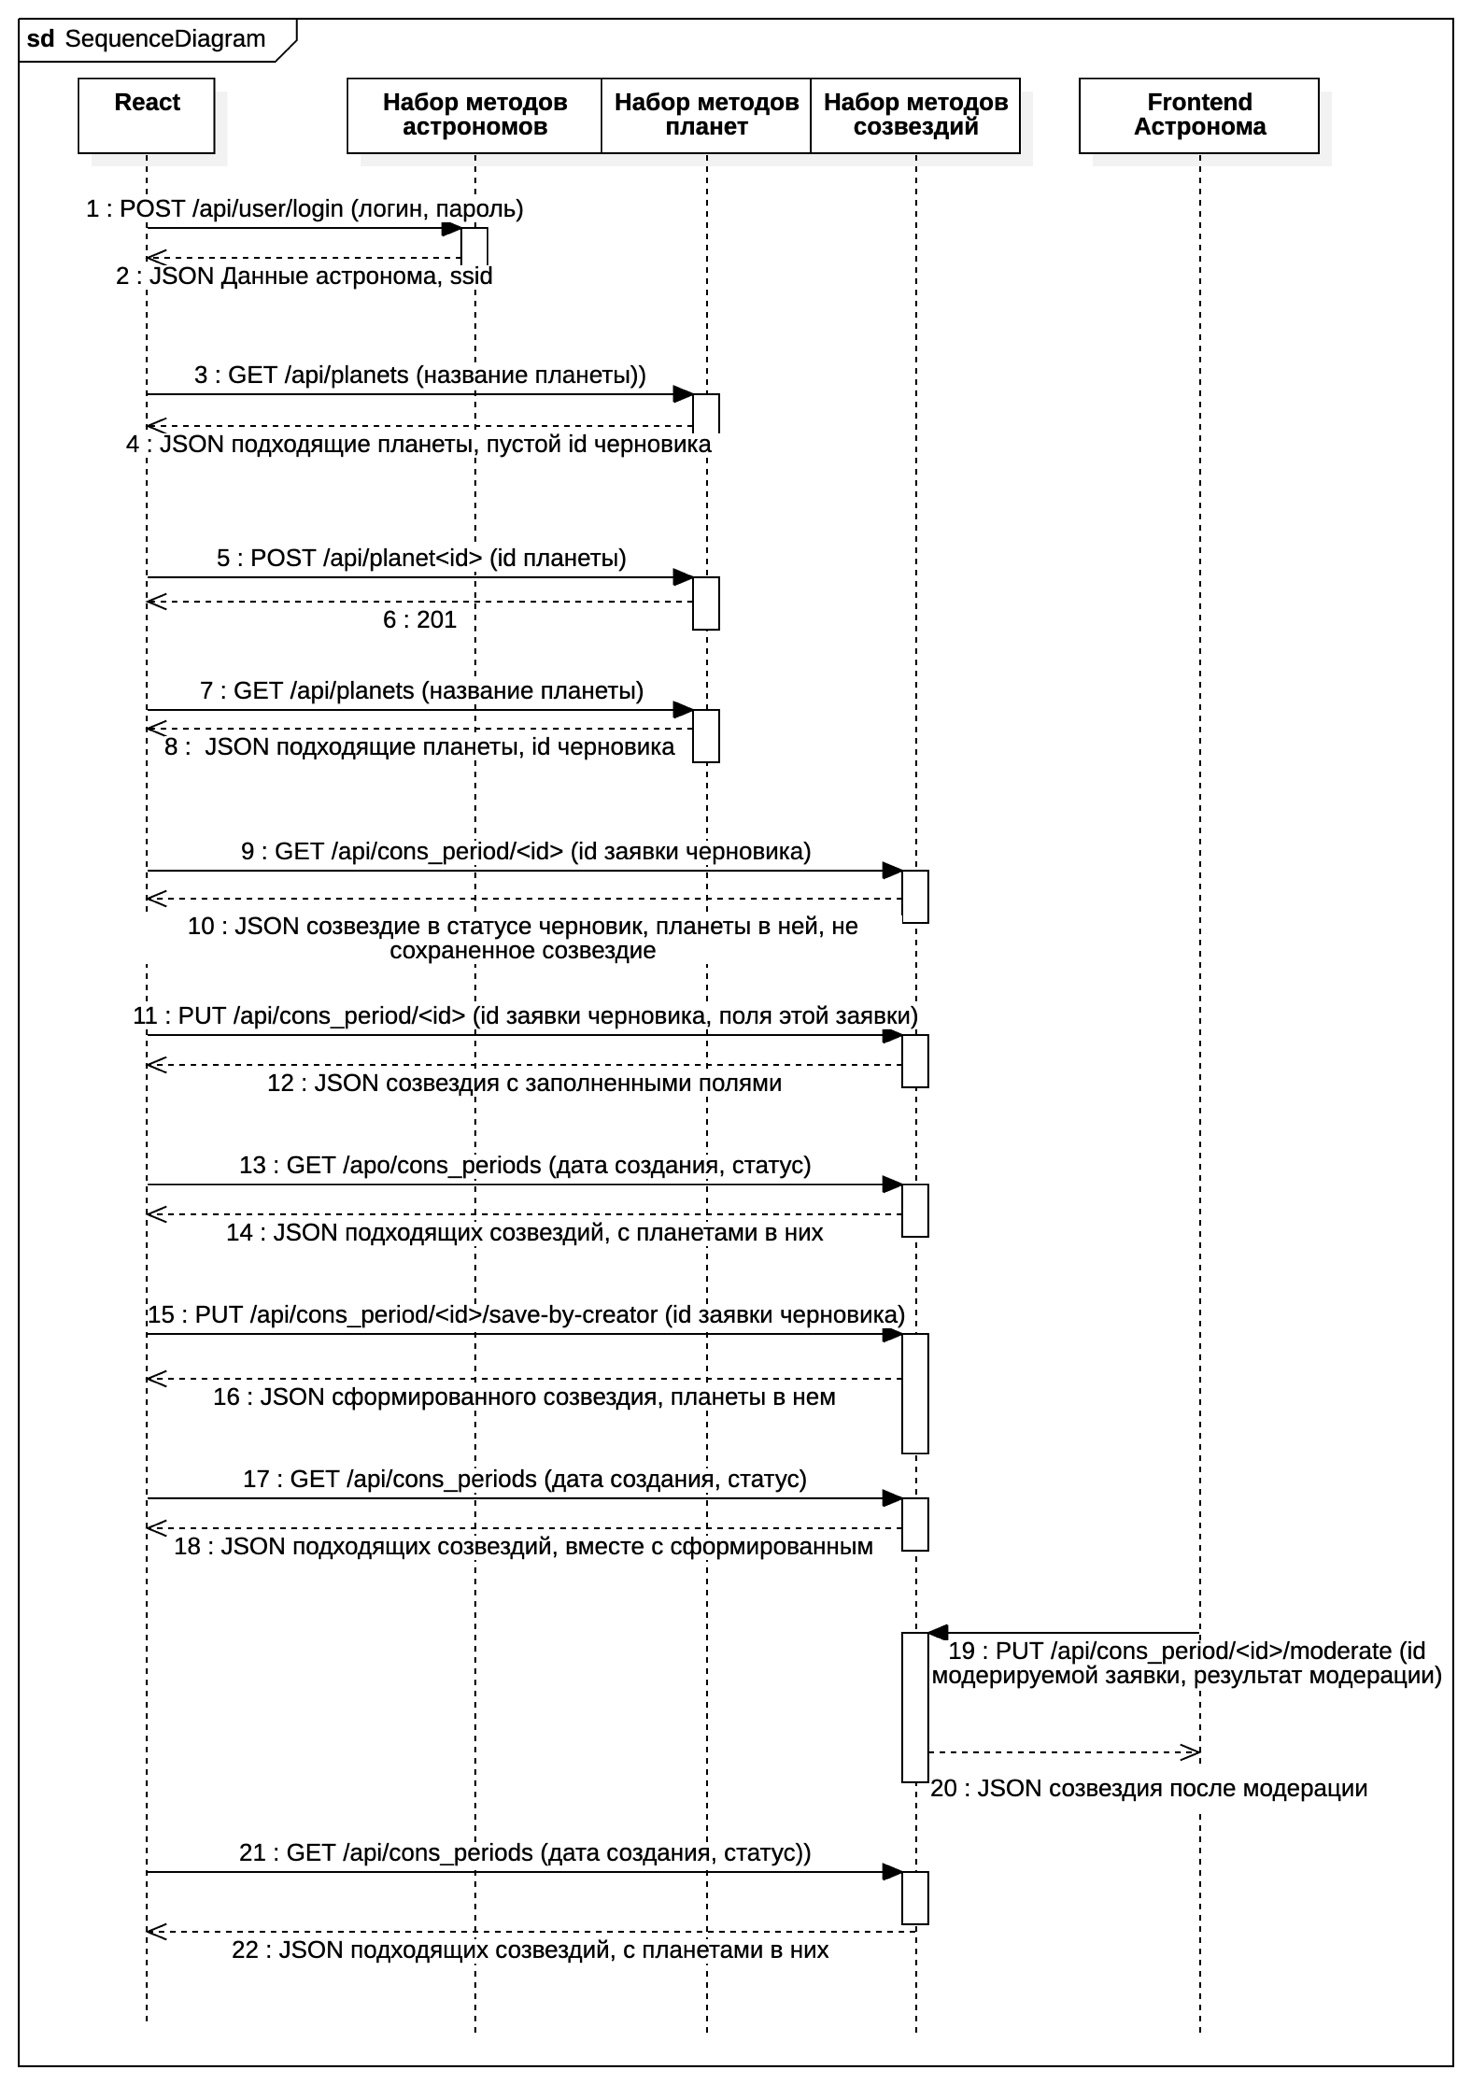 sd SequenceDiagram
React
Набор методов
астрономов
Набор методов
планет
Набор методов
созвездий
Frontend
Астронома
1 : POST /api/user/login (логин, пароль)
2 : JSON Данные астронома, ssid
3 : GET /api/planets (название планеты))
4 : JSON подходящие планеты, пустой id черновика
5 : POST /api/planet<id> (id планеты)
6 : 201
7 : GET /api/planets (название планеты)
8 : JSON подходящие планеты, id черновика
9 : GET /api/cons_period/<id> (id заявки черновика)
10 : JSON созвездие в статусе черновик, планеты в ней, не
сохраненное созвездие
11 : PUT /api/cons_period/<id> (id заявки черновика, поля этой заявки)
12 : JSON созвездия с заполненными полями
13 : GET /apo/cons_periods (дата создания, статус)
14 : JSON подходящих созвездий, с планетами в них
15 : PUT /api/cons_period/<id>/save-by-creator (id заявки черновика)
16 : JSON сформированного созвездия, планеты в нем
17 : GET /api/cons_periods (дата создания, статус)
18 : JSON подходящих созвездий, вместе с сформированным
19 : PUT /api/cons_period/<id>/moderate (id
модерируемой заявки, результат модерации)
20 : JSON созвездия после модерации
21 : GET /api/cons_periods (дата создания, статус))
22 : JSON подходящих созвездий, с планетами в них